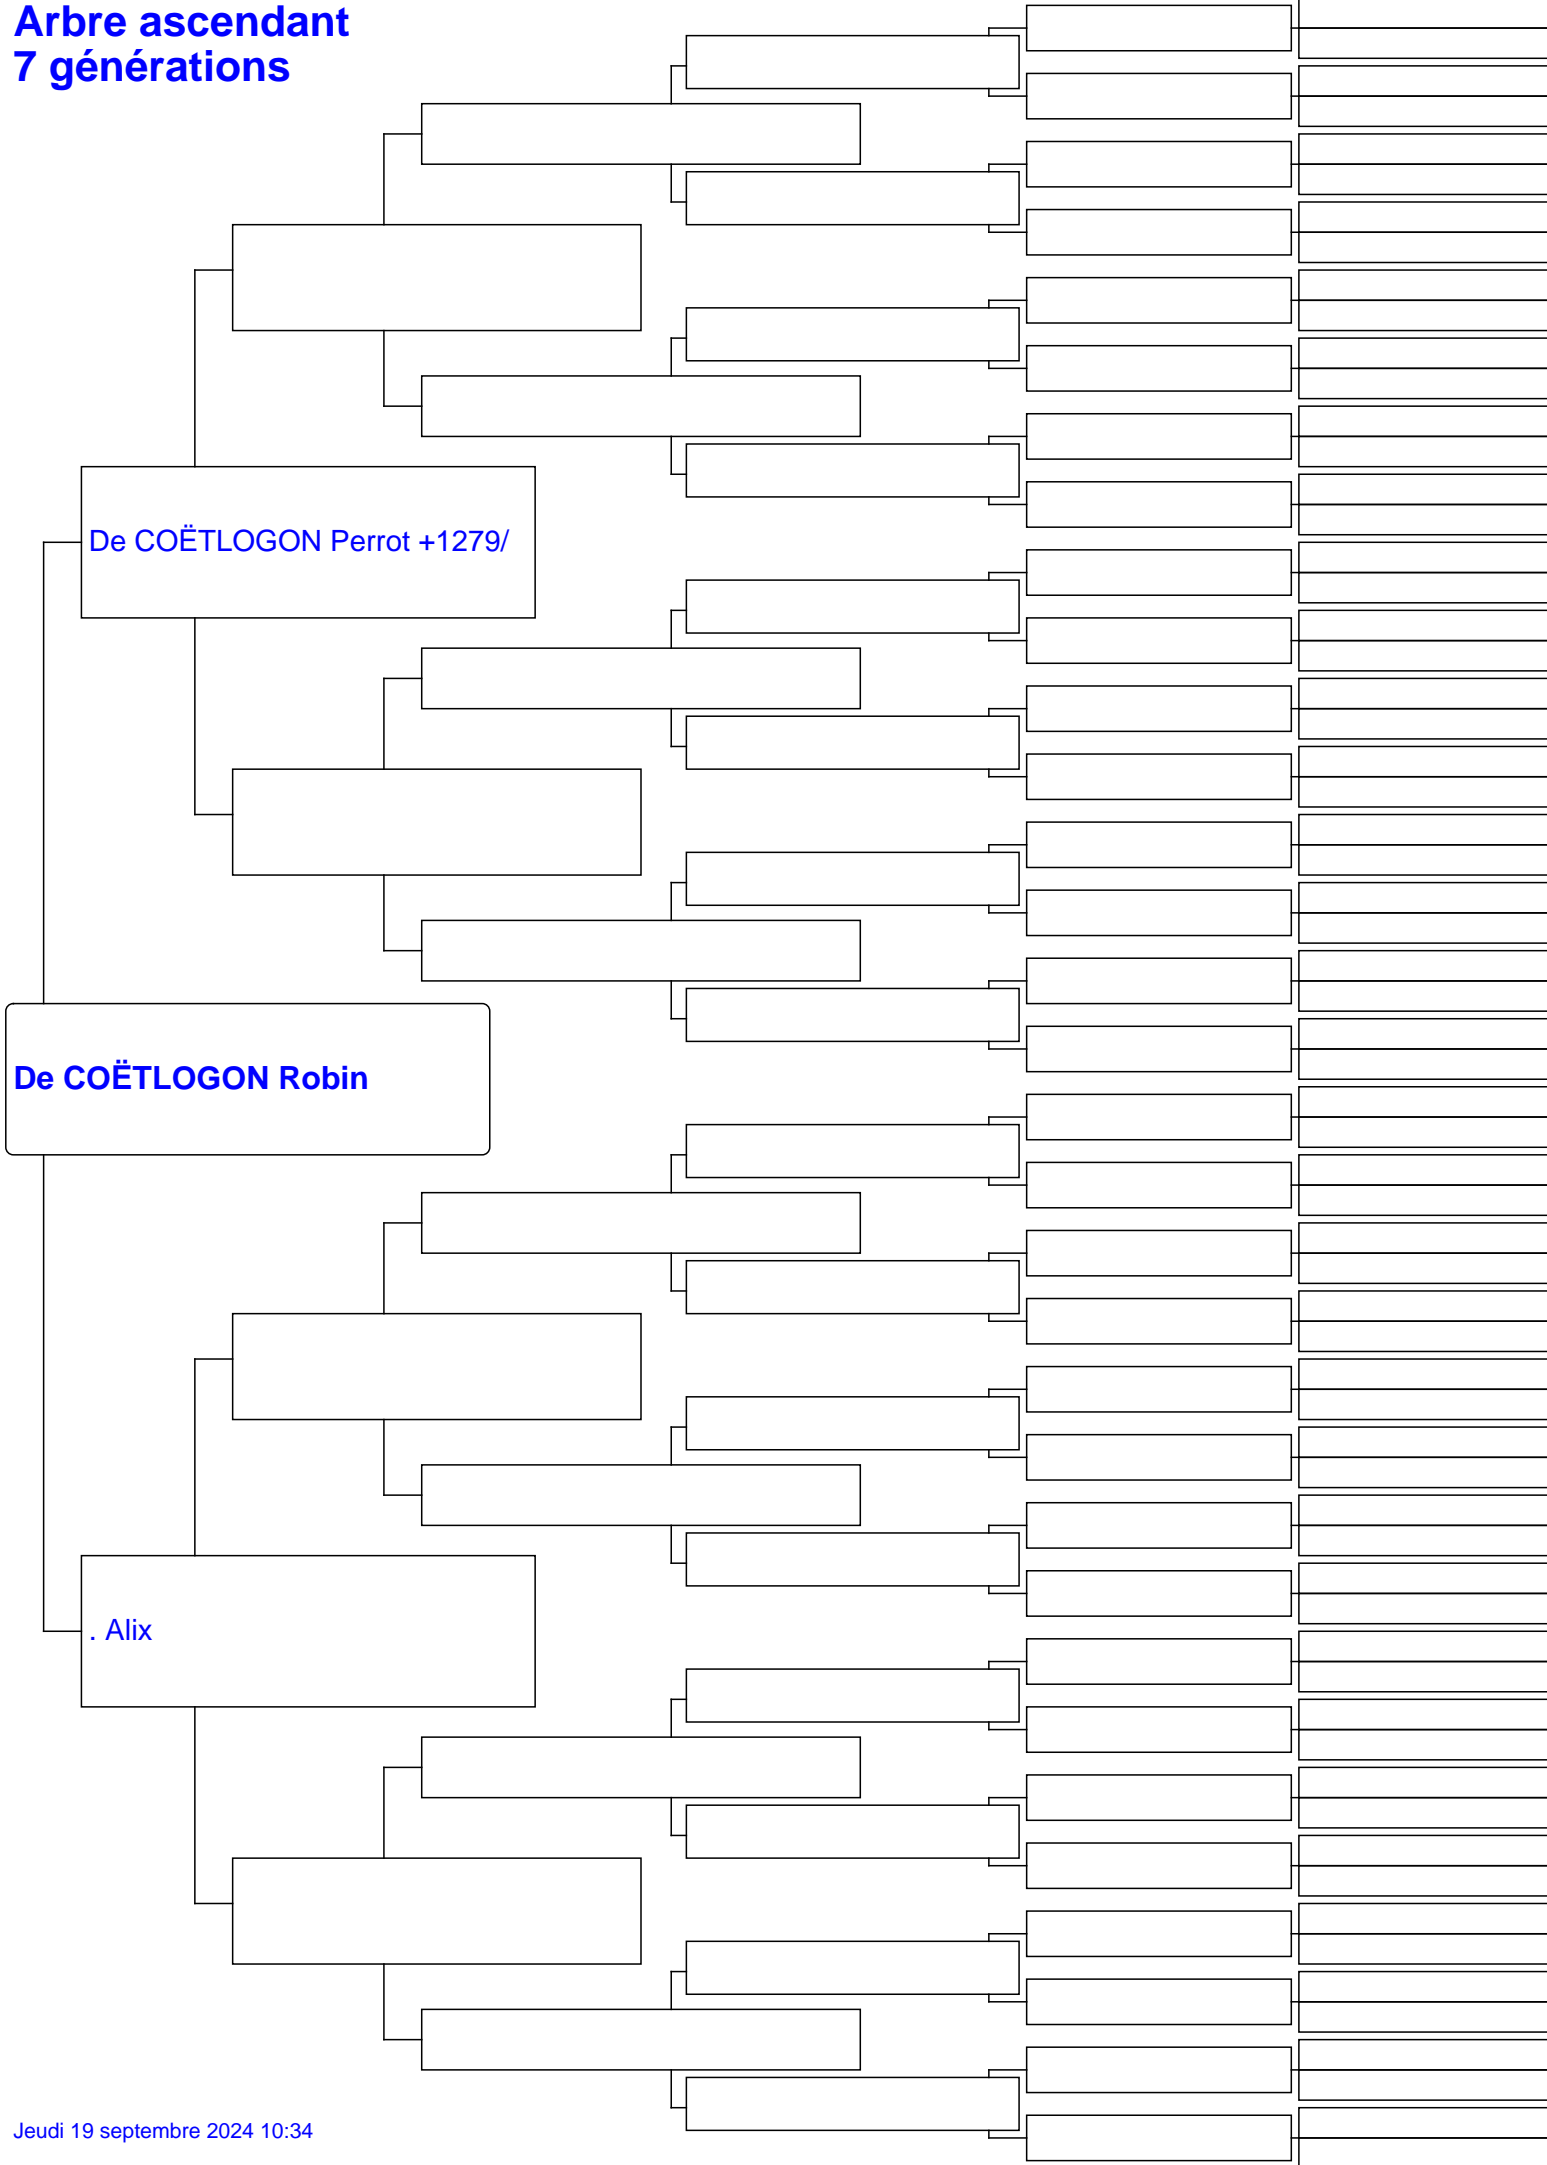 Arbre ascendant
7 générations
De COËTLOGON Perrot +1279/
De COËTLOGON Robin
. Alix
Jeudi 19 septembre 2024 10:34